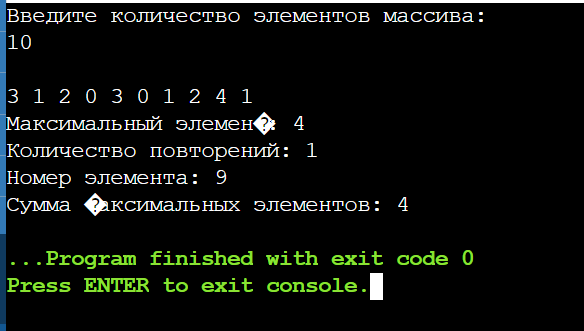 Введите количество элементов массива:
10
3 1 2 0 3 0 1 2 4 1
Максимальный элемен�: 4
Количество повторений: 1
Номер элемента: 9
Сумма �аксимальных элементов: 4
...Program finished with exit code 0
Press ENTER to exit console.